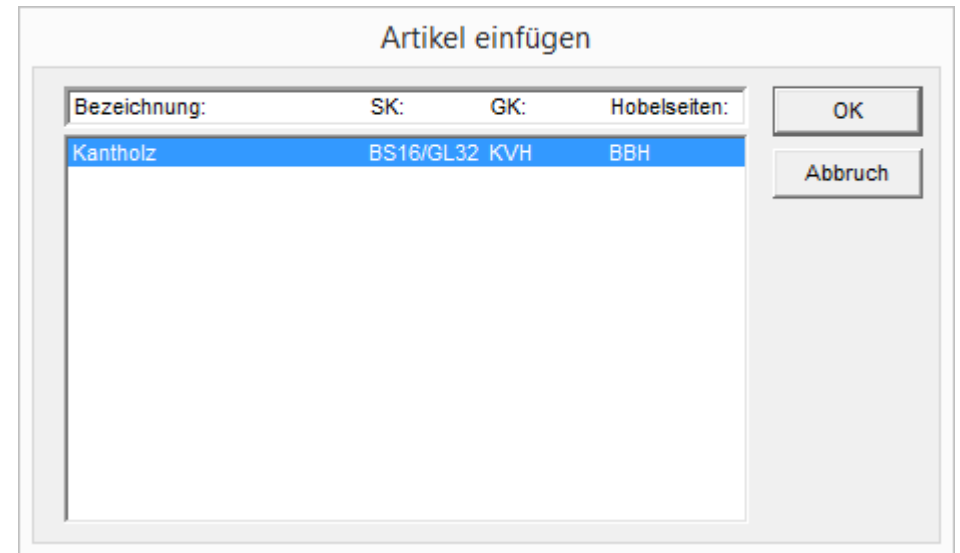 Artikel einfügen
Bezeichnung: SK: GK: Hobelseiten:
OK
Kantholz BS16/GL32 KVH BBH
Abbruch